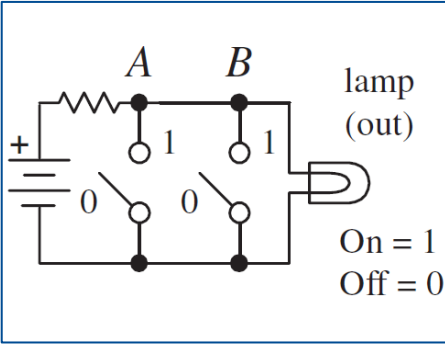 A B
lamp
(out)
+
1 1
0 0
On = 1
Off = 0